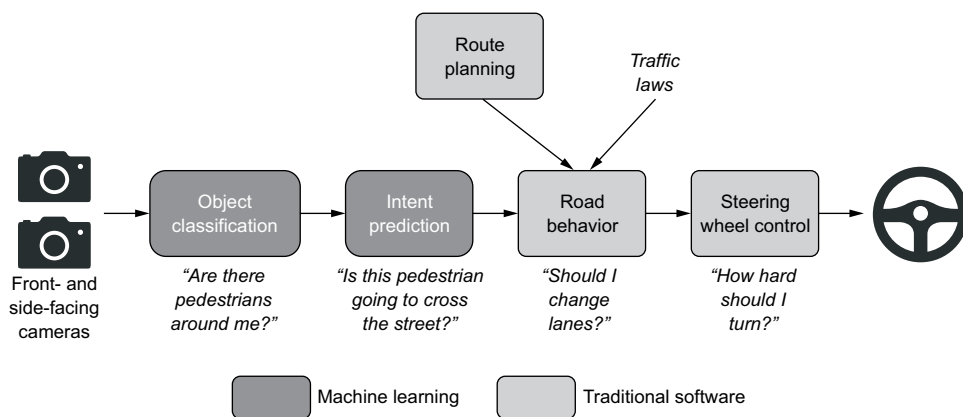 Route
planning
Traffic
laws
Object
classification
Intent
prediction
Road
behavior
Steering
wheel control
Front- and
side-facing
cameras
“Are there
pedestrians
around me?”
“Is this pedestrian
going to cross
the street?”
“Should I
change
lanes?”
“How hard
should I
turn?”
Machine learning
Traditional software